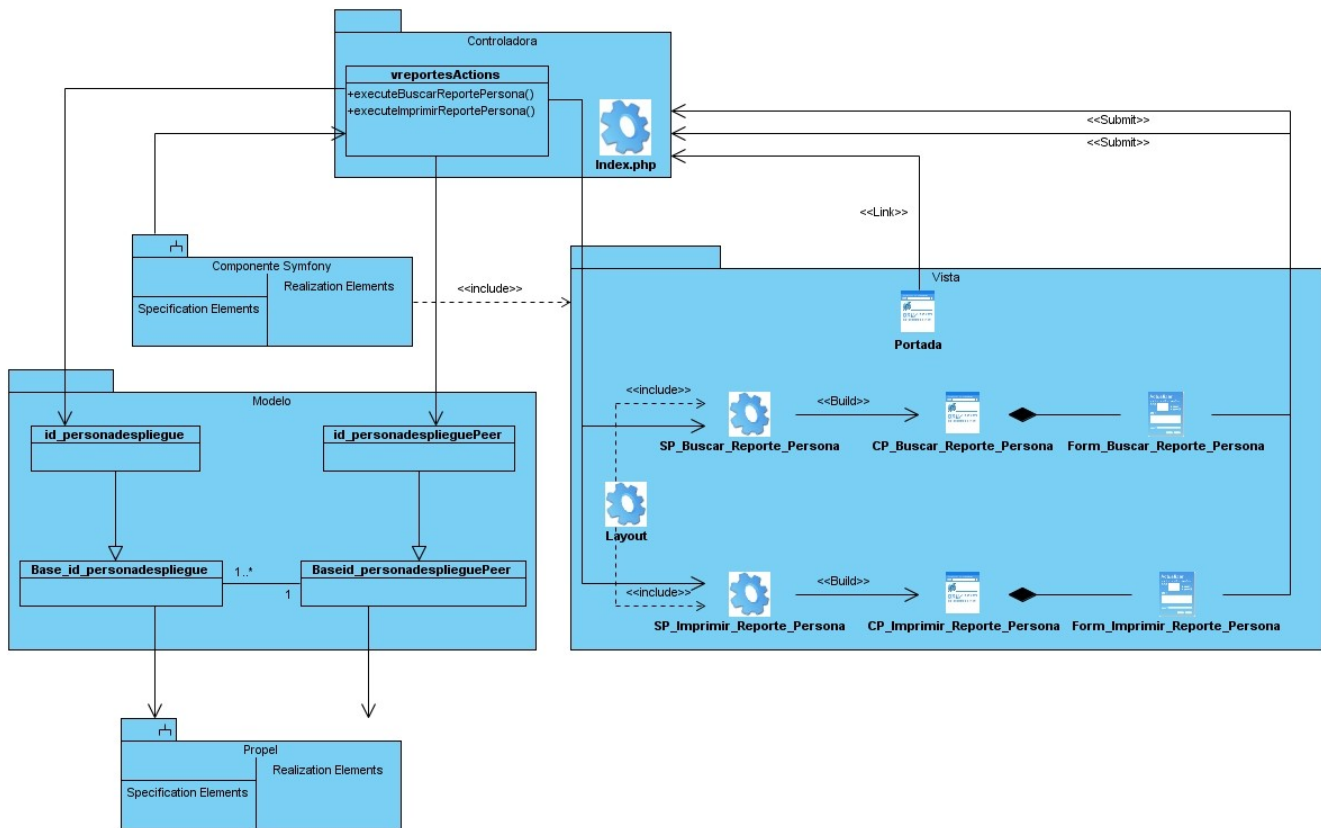 Controladora
vreportesActions
+executeBuscarReportePersona()
+executeImprimirReportePersona()
Index.php
<<Submit>>
<<Submit>>
<<Link>>
Componente Symfony
Realization Elements
Specification Elements
<<include>>
Vista
Portada
Modelo
id_personadespliegue
id_personadesplieguePeer
Base_id_personadespliegue
1..*
1
Baseid_personadesplieguePeer
<<include>>
<<Build>>
SP_Buscar_Reporte_Persona
CP_Buscar_Reporte_Persona
Form_Buscar_Reporte_Persona
Layout
<<include>>
<<Build>>
SP_Imprimir_Reporte_Persona
CP_Imprimir_Reporte_Persona
Form_Imprimir_Reporte_Persona
Propel
Realization Elements
Specification Elements